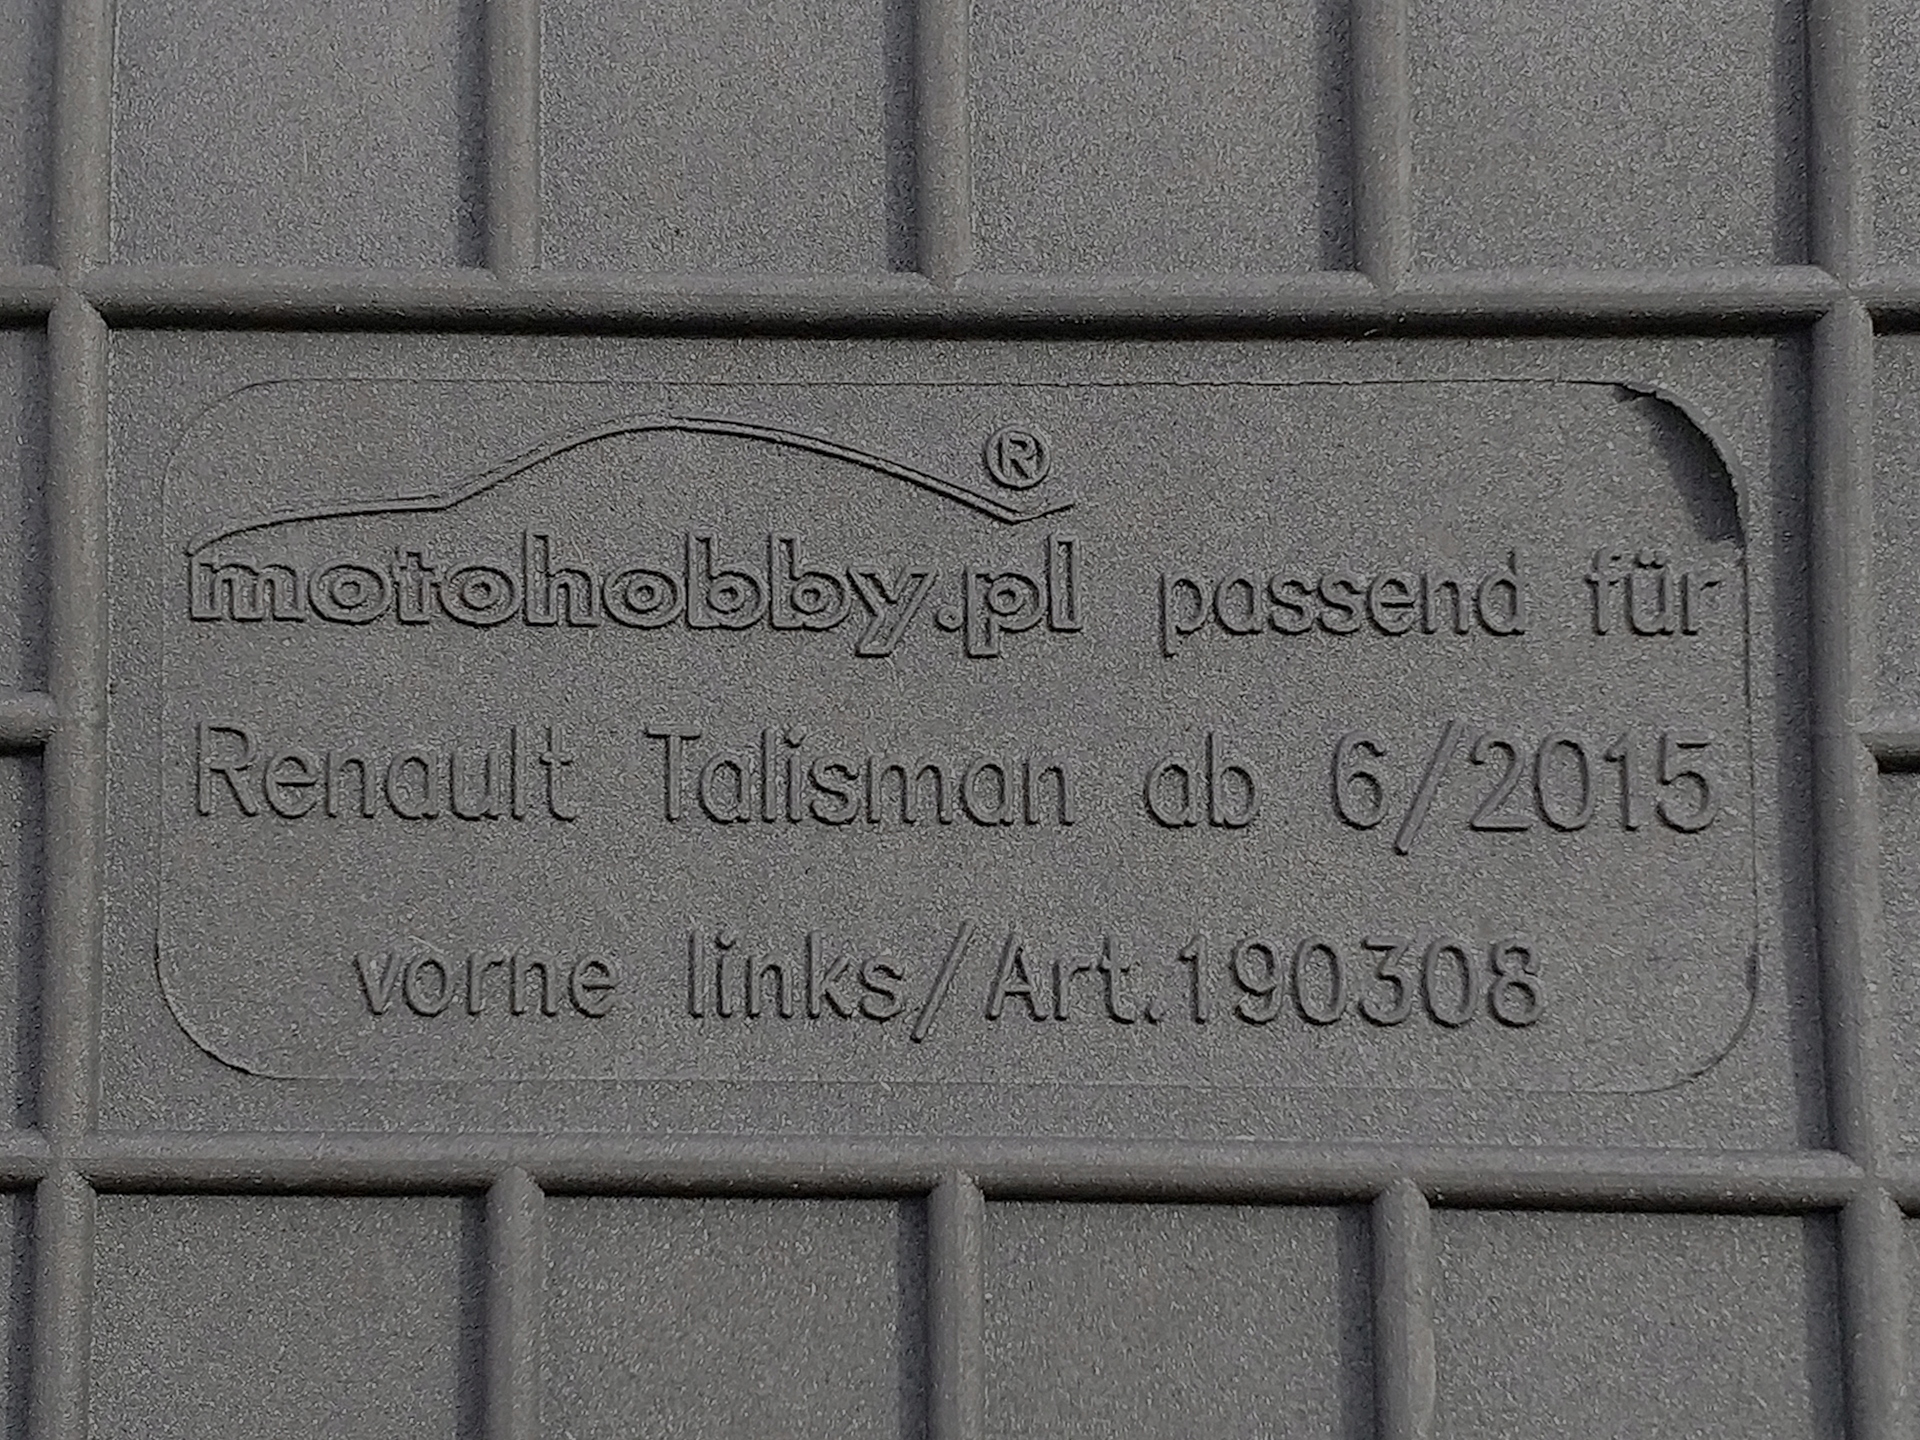 motohobby.pl® passend für
Renault Talisman ab 6/2015
vorne links/Art.190308